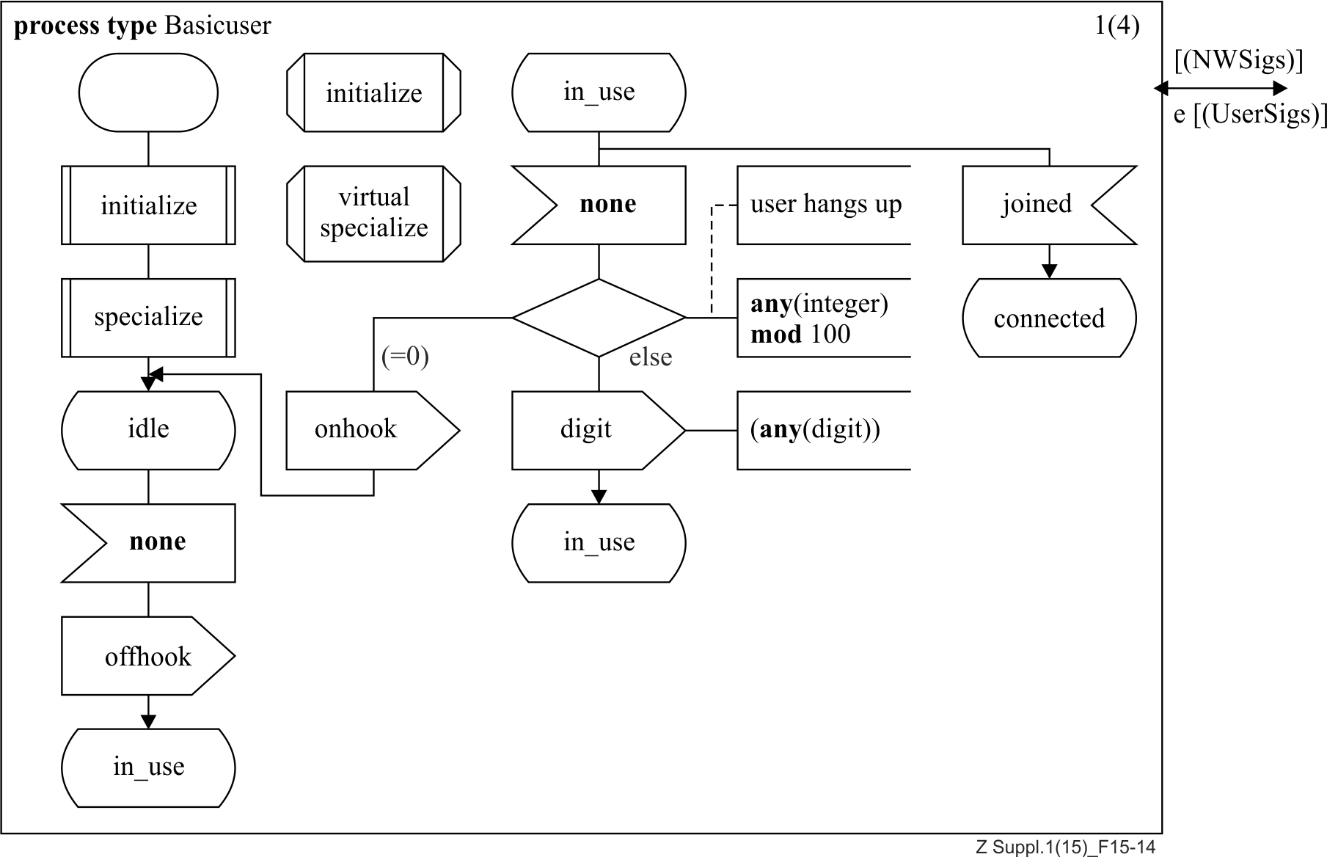 process type Basicuser
1(4)
[(NWSigs)]
e [(UserSigs)]
initialize
specialize
idle
none
offhook
in_use
initialize
virtual
specialize
(=0)
onhook
in_use
none
else
digit
in_use
user hangs up
any(integer)
mod 100
(any(digit))
joined
connected
Z Suppl.1(15)_F15-14